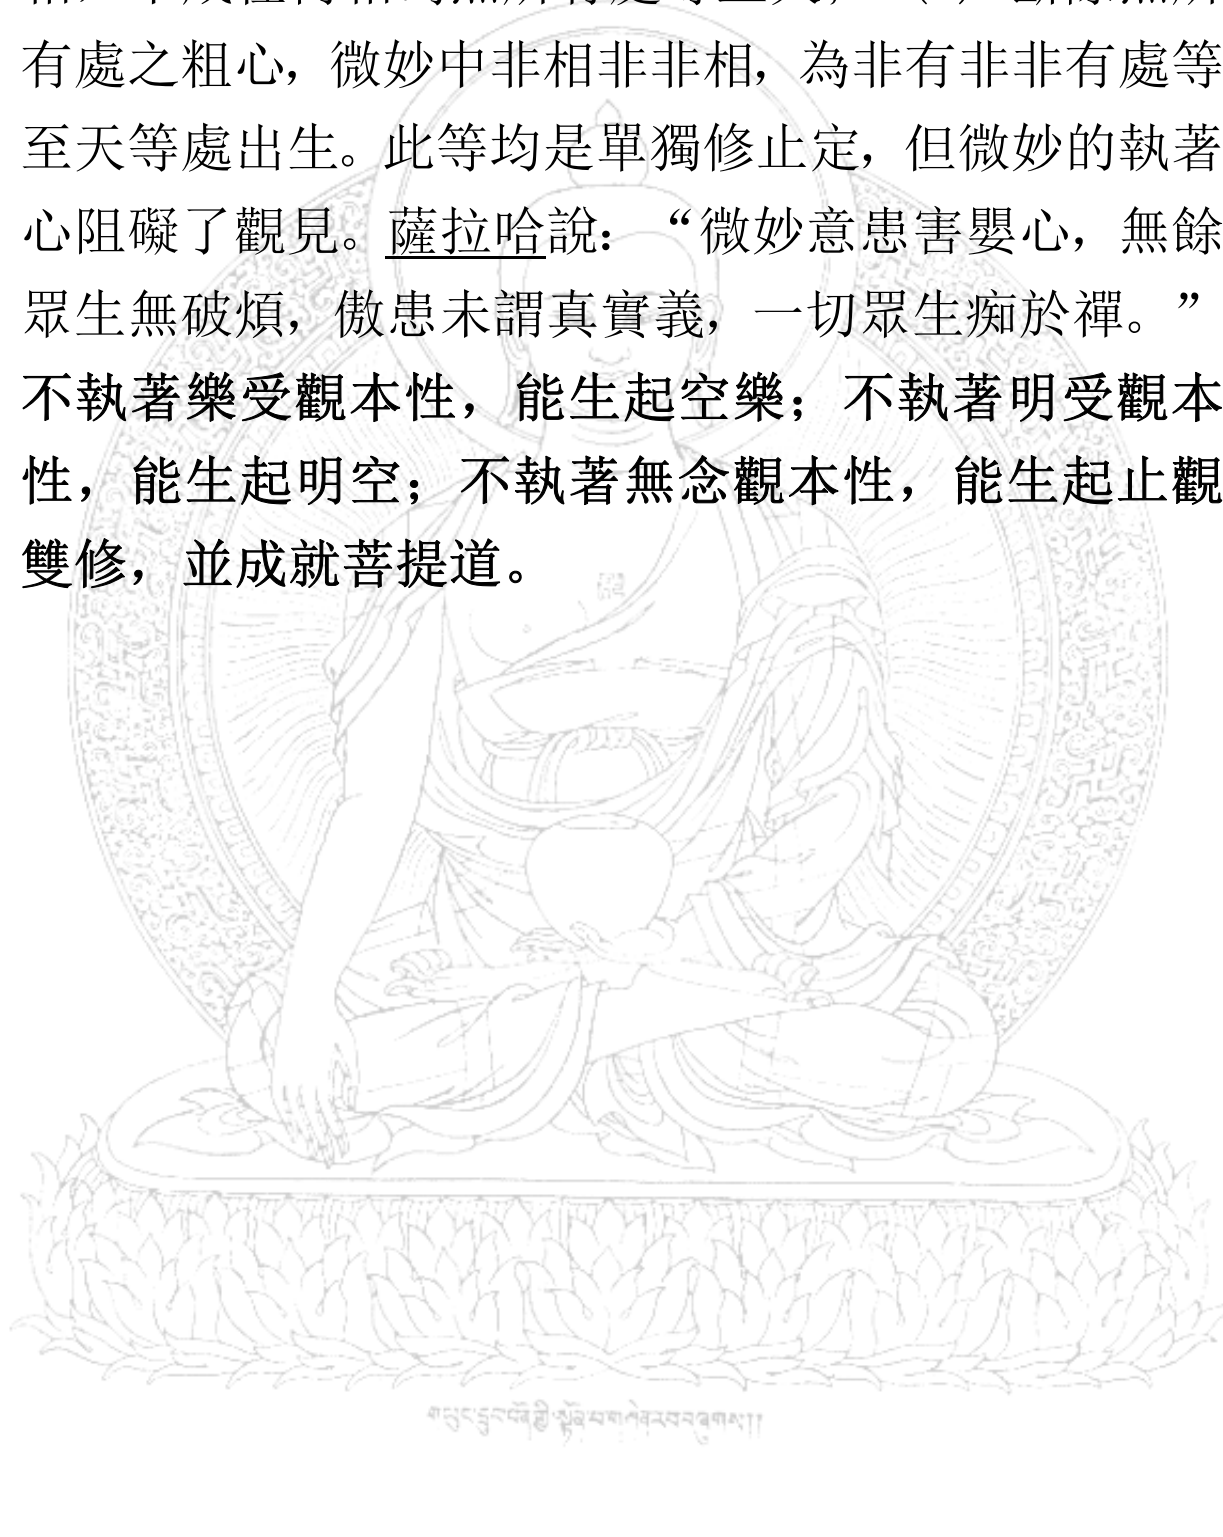 有處之粗心，微妙中非相非非相，為非有非非有處等
至天等處出生。此等均是單獨修止定，但微妙的執著
心阻礙了觀見。薩拉哈說：“微妙意患害嬰心，無餘
眾生無破煩，傲患未謂真實義，一切眾生痴於禪。”
不執著樂受觀本性，能生起空樂；不執著明受觀本
性，能生起明空；不執著無念觀本性，能生起止觀
雙修，並成就菩提道。